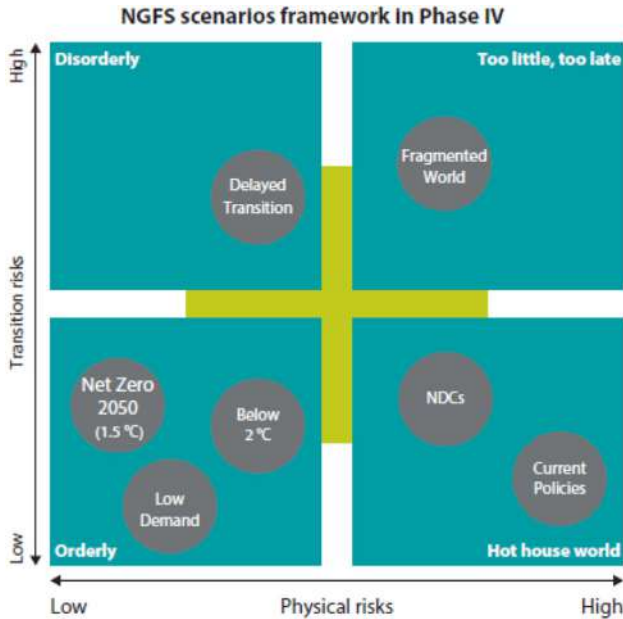 NGFS scenarios framework in Phase IV
High
Disorderly
Too little, too late
Fragmented
World
Delayed
Transition
Transition risks
Net Zero
2050
(1.5 °C)
Below
2 °C
NDCs
Low
Demand
Current
Policies
Low
Orderly
Hot house world
Low
Physical risks
High